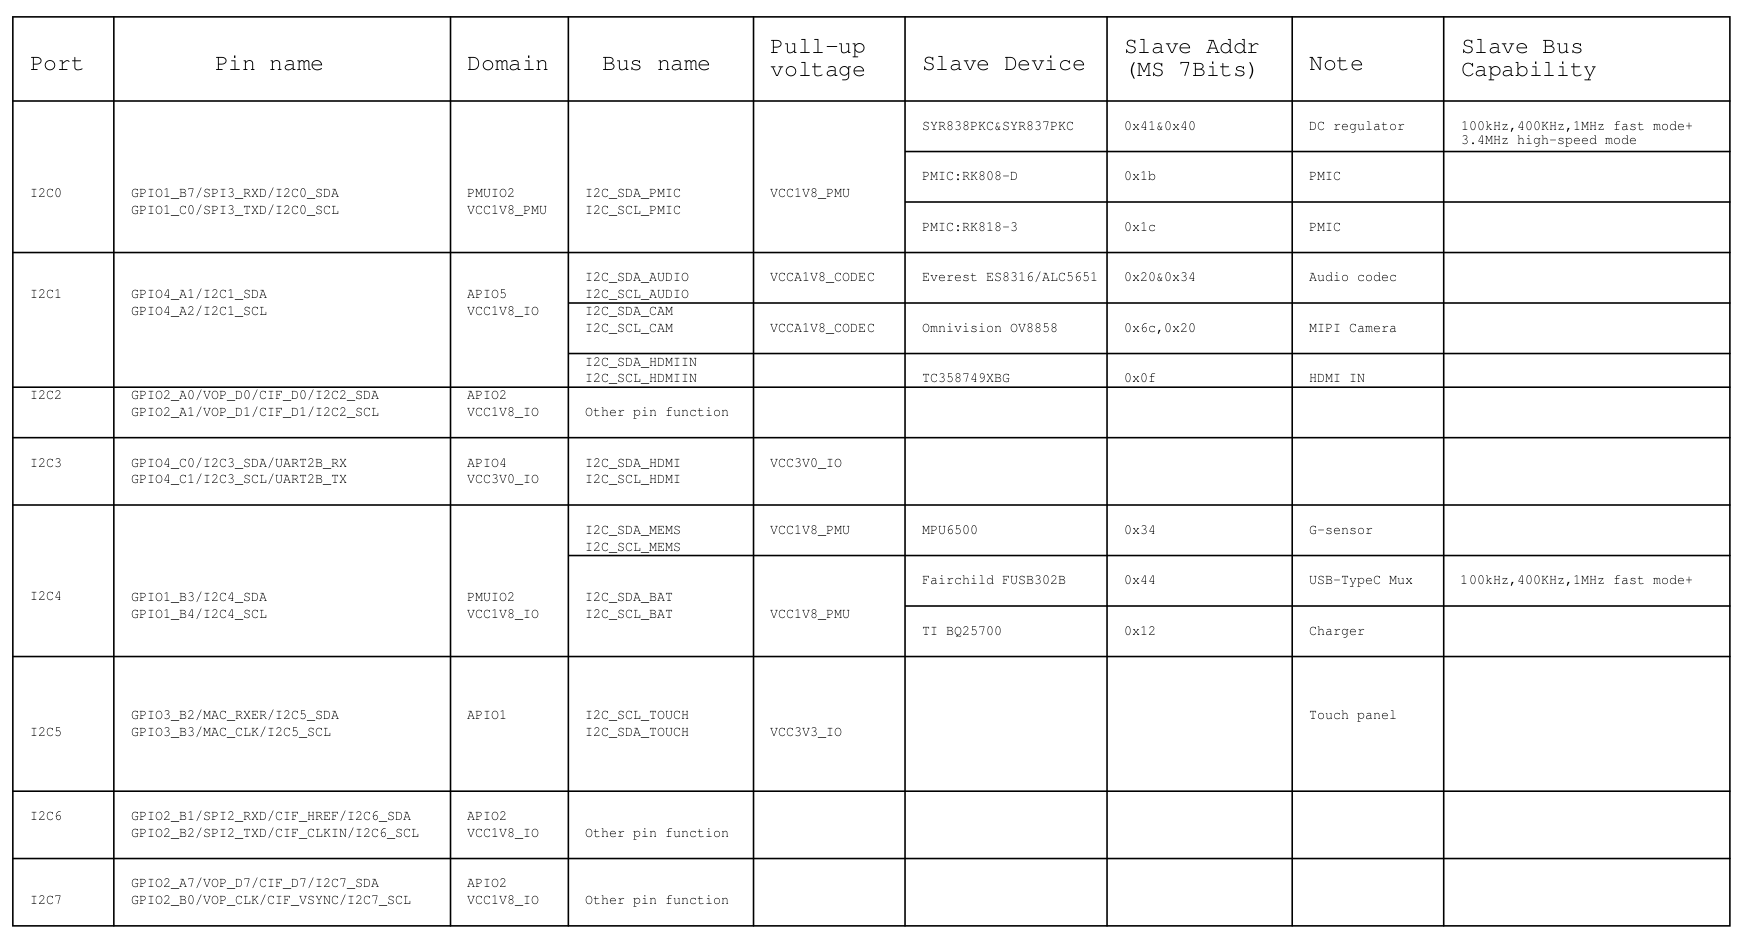 Port Pin name Domain Bus name Pull-up voltage Slave Device Slave Addr (MS 7Bits) Note Slave Bus Capability
SYR838PKC&SYR837PKC 0x41&0x40 DC regulator 100kHz,400KHz,1MHz fast mode+
3.4MHz high-speed mode
PMIC:RK808-D 0x1b PMIC
I2C0 GPIO1_B7/SPI3_RXD/I2C0_SDA PMUIO2 I2C_SDA_PMIC VCC1V8_PMU
GPIO1_C0/SPI3_TXD/I2C0_SCL VCC1V8_PMU I2C_SCL_PMIC
PMIC:RK818-3 0x1c PMIC
I2C_SDA_AUDIO VCCA1V8_CODEC Everest ES8316/ALC5651 0x20&0x34 Audio codec
I2C1 GPIO4_A1/I2C1_SDA APIO5 I2C_SCL_AUDIO
GPIO4_A2/I2C1_SCL VCC1V8_IO I2C_SDA_CAM
I2C_SCL_CAM VCCA1V8_CODEC Omnivision OV8858 0x6c,0x20 MIPI Camera
I2C_SDA_HDMIIN
I2C_SCL_HDMIIN TC358749XBG 0x0f HDMI IN
I2C2 GPIO2_A0/VOP_D0/CIF_D0/I2C2_SDA APIO2
GPIO2_A1/VOP_D1/CIF_D1/I2C2_SCL VCC1V8_IO Other pin function
I2C3 GPIO4_C0/I2C3_SDA/UART2B_RX APIO4 I2C_SDA_HDMI VCC3V0_IO
GPIO4_C1/I2C3_SCL/UART2B_TX VCC3V0_IO I2C_SCL_HDMI
I2C_SDA_MEMS VCC1V8_PMU MPU6500 0x34 G-sensor
I2C_SCL_MEMS
Fairchild FUSB302B 0x44 USB-TypeC Mux 100kHz,400KHz,1MHz fast mode+
I2C4 GPIO1_B3/I2C4_SDA PMUIO2 I2C_SDA_BAT
GPIO1_B4/I2C4_SCL VCC1V8_IO I2C_SCL_BAT VCC1V8_PMU
TI BQ25700 0x12 Charger
GPIO3_B2/MAC_RXER/I2C5_SDA APIO1 I2C_SCL_TOUCH Touch panel
I2C5 GPIO3_B3/MAC_CLK/I2C5_SCL I2C_SDA_TOUCH VCC3V3_IO
I2C6 GPIO2_B1/SPI2_RXD/CIF_HREF/I2C6_SDA APIO2
GPIO2_B2/SPI2_TXD/CIF_CLKIN/I2C6_SCL VCC1V8_IO Other pin function
GPIO2_A7/VOP_D7/CIF_D7/I2C7_SDA APIO2
I2C7 GPIO2_B0/VOP_CLK/CIF_VSYNC/I2C7_SCL VCC1V8_IO Other pin function